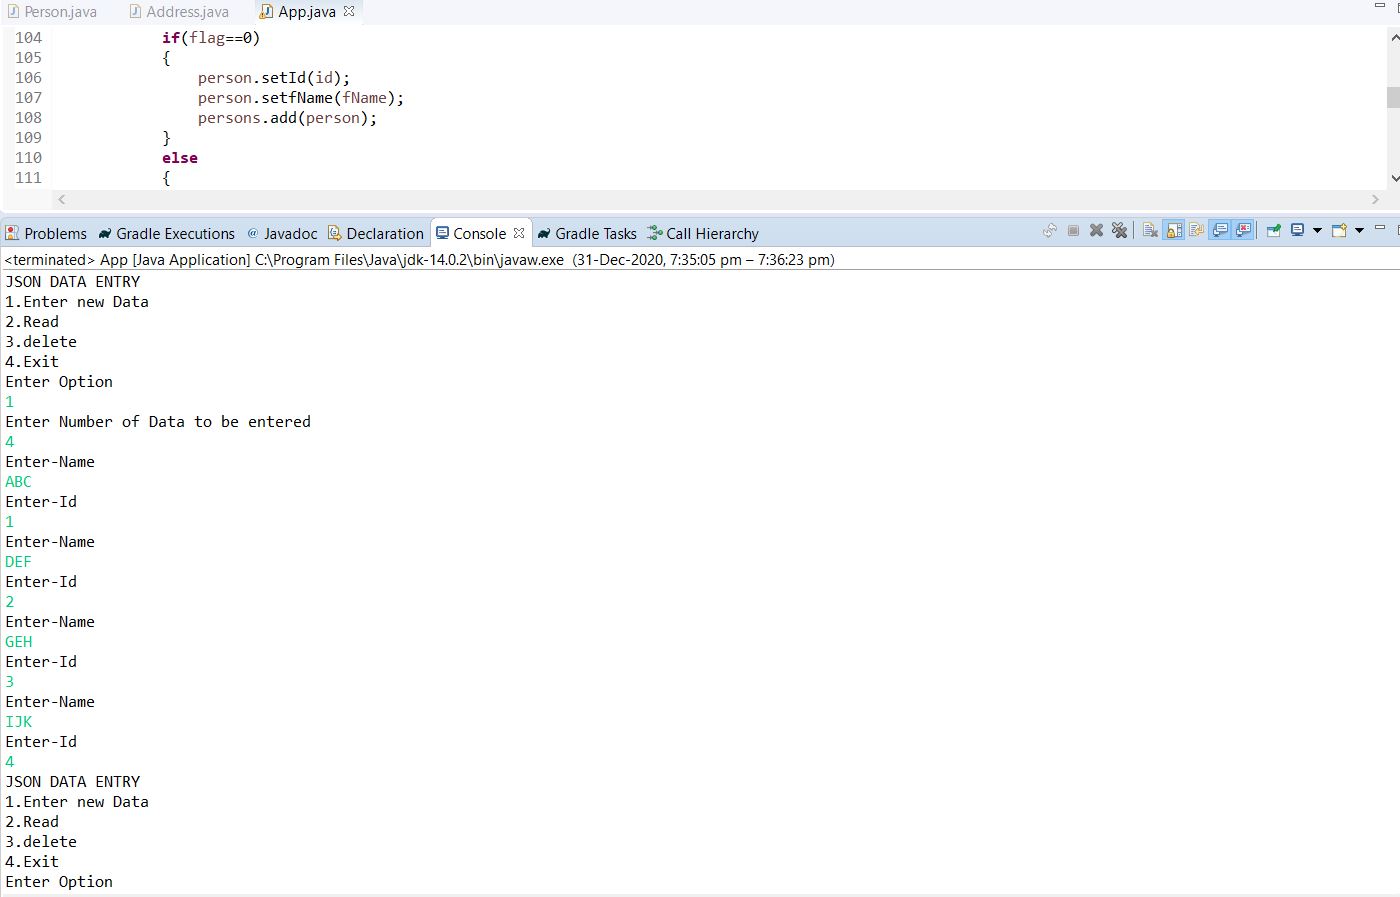 Person.java Address.java App.java
104 if(flag==0)
105 {
106 person.setId(id);
107 person.setfName(fName);
108 persons.add(person);
109 }
110 else
111 {
Problems Gradle Executions @ Javadoc Declaration Console Gradle Tasks Call Hierarchy
<terminated> App [Java Application] C:\Program Files\Java\jdk-14.0.2\bin\javaw.exe (31-Dec-2020, 7:35:05 pm – 7:36:23 pm)
JSON DATA ENTRY
1.Enter new Data
2.Read
3.delete
4.Exit
Enter Option
1
Enter Number of Data to be entered
4
Enter-Name
ABC
Enter-Id
1
Enter-Name
DEF
Enter-Id
2
Enter-Name
GEH
Enter-Id
3
Enter-Name
IJK
Enter-Id
4
JSON DATA ENTRY
1.Enter new Data
2.Read
3.delete
4.Exit
Enter Option